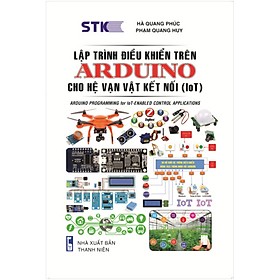 STK
HÀ QUANG PHÚC
PHẠM QUANG HUY
LẬP TRÌNH ĐIỀU KHIỂN TRÊN
ARDUINO
CHO HỆ VẠN VẬT KẾT NỐI (IoT)
ARDUINO PROGRAMMING for IoT-ENABLED CONTROL APPLICATIONS
IoT IoT
NHÀ XUẤT BẢN
THANH NIÊN